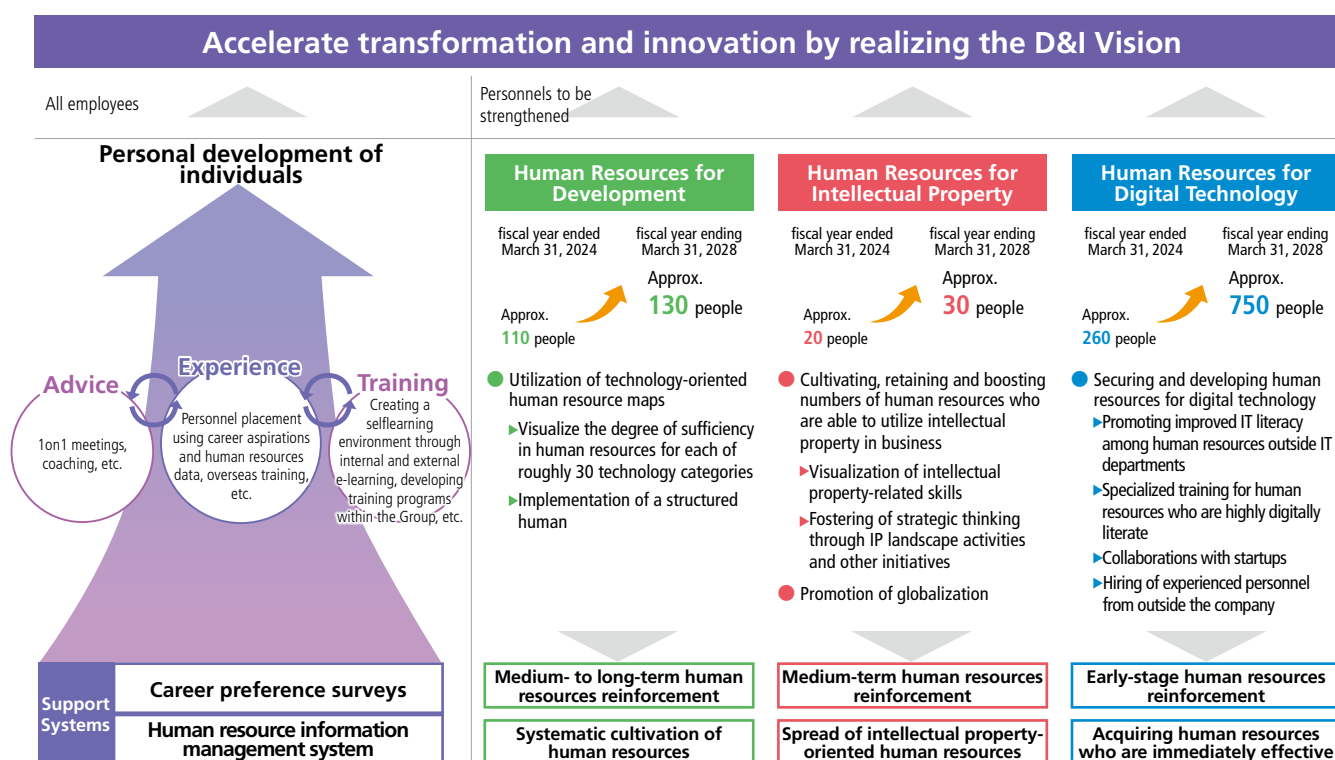 Accelerate transformation and innovation by realizing the D&I Vision
All employees
Personal development of
individuals
Advice
1on1 meetings,
coaching, etc.
Experience
Personnel placement
using career aspirations
and human resources
data, overseas training,
etc.
Training
Creating a
selflearning
environment through
internal and external
e-learning, developing
training programs
within the Group, etc.
Support
Systems
Career preference surveys
Human resource information
management system
Personnels to be
strengthened
Human Resources for
Development
fiscal year ended
March 31, 2024
fiscal year ending
March 31, 2028
Approx.
110 people
Approx.
130 people
● Utilization of technology-oriented
human resource maps
▶Visualize the degree of sufficiency
in human resources for each of
roughly 30 technology categories
▶Implementation of a structured
human
Medium- to long-term human
resources reinforcement
Systematic cultivation of
human resources
Human Resources for
Intellectual Property
fiscal year ended
March 31, 2024
fiscal year ending
March 31, 2028
Approx.
20 people
Approx.
30 people
● Cultivating, retaining and boosting
numbers of human resources who
are able to utilize intellectual
property in business
▶Visualization of intellectual
property-related skills
▶Fostering of strategic thinking
through IP landscape activities
and other initiatives
● Promotion of globalization
Medium-term human resources
reinforcement
Spread of intellectual property-
oriented human resources
Human Resources for
Digital Technology
fiscal year ended
March 31, 2024
fiscal year ending
March 31, 2028
Approx.
260 people
Approx.
750 people
● Securing and developing human
resources for digital technology
▶Promoting improved IT literacy
among human resources outside IT
departments
▶Specialized training for human
resources who are highly digitally
literate
▶Collaborations with startups
▶Hiring of experienced personnel
from outside the company
Early-stage human resources
reinforcement
Acquiring human resources
who are immediately effective